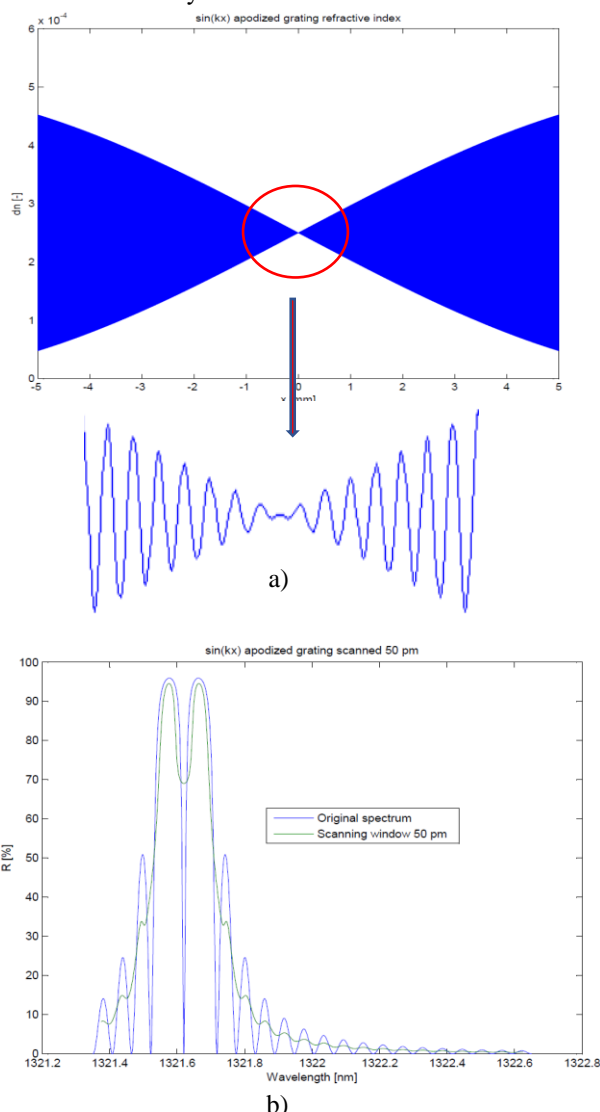 sin(kx) apodized grating refractive index
x 10⁻⁴
6
5
4
3
2
1
0
dn [-]
-5 -4 -3 -2 -1 0 1 2 3 4 5
a)
sin(kx) apodized grating scanned 50 pm
100
90
80
70
60
50
40
30
20
10
0
R [%]
Original spectrum
Scanning window 50 pm
1321.2 1321.4 1321.6 1321.8 1322 1322.2 1322.4 1322.6 1322.8
Wavelength [nm]
b)